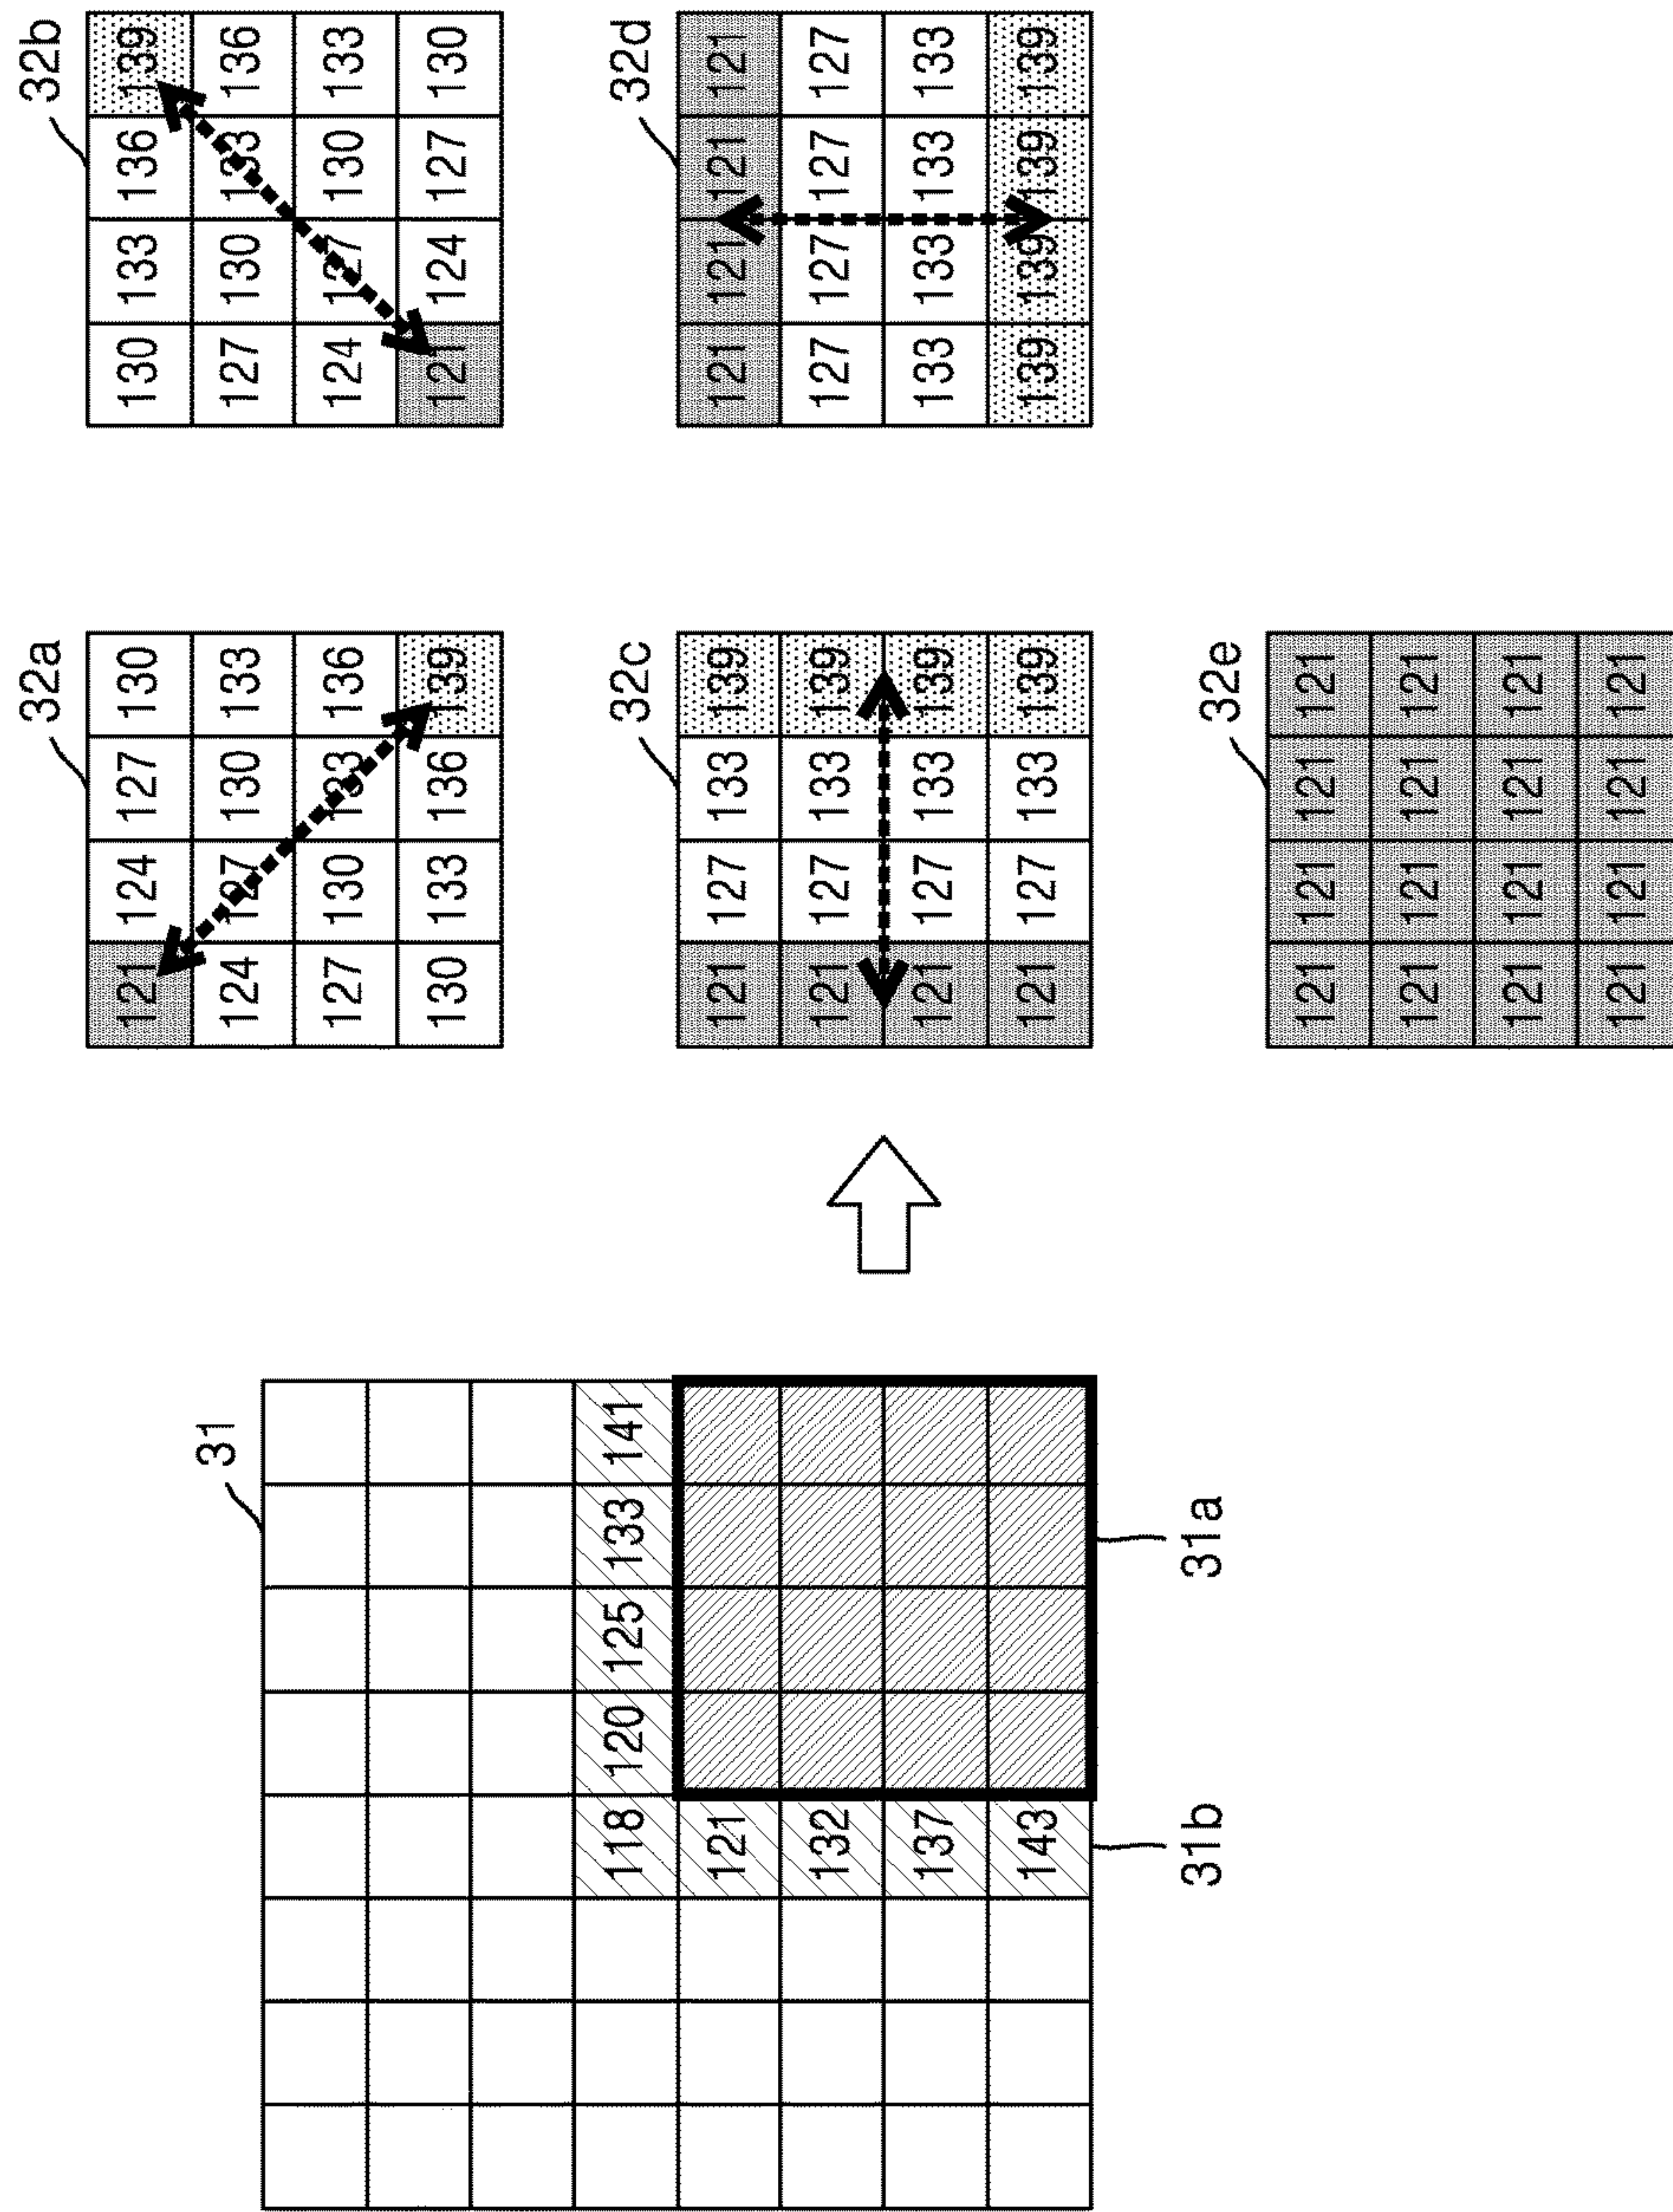 31
118 120 125 133 141
121
132
137
143
31b 31a
32a
121 124 127 130
124 127 130 133
127 130 133 136
130 133 136 139
32b
130 133 136 139
127 130 133 136
124 127 130 133
121 124 127 130
32c
121 127 133 139
121 127 133 139
121 127 133 139
121 127 133 139
32d
121 121 121 121
127 127 127 127
133 133 133 133
139 139 139 139
32e
121 121 121 121
121 121 121 121
121 121 121 121
121 121 121 121